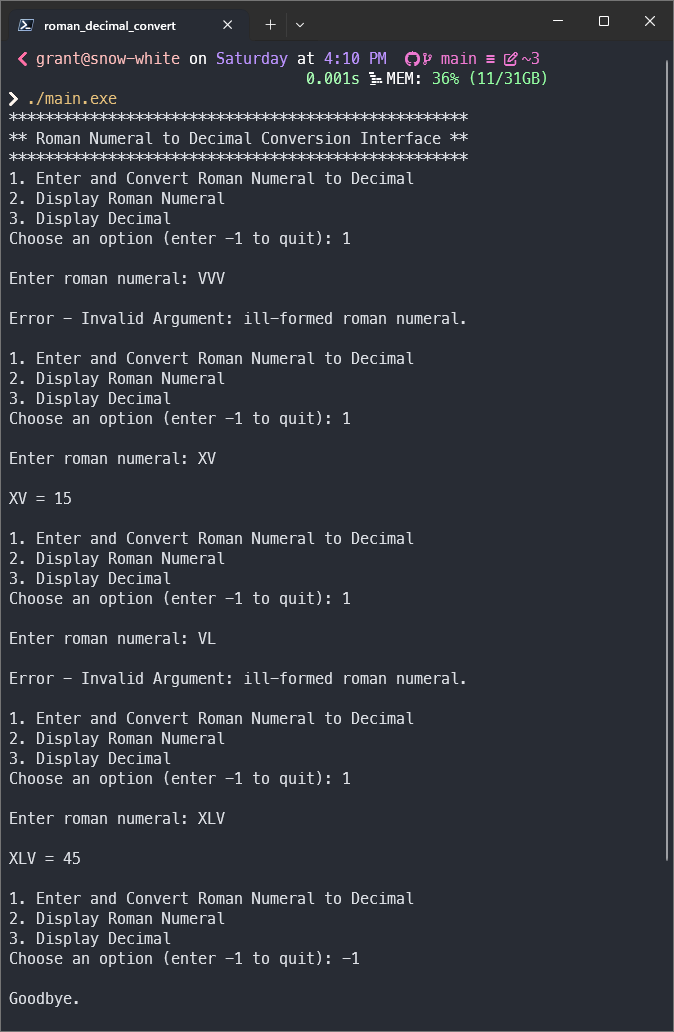 roman_decimal_convert
grant@snow-white on Saturday at 4:10 PM main ≡ ~3
0.001s MEM: 36% (11/31GB)
❯ ./main.exe
***************************************************
** Roman Numeral to Decimal Conversion Interface **
***************************************************
1. Enter and Convert Roman Numeral to Decimal
2. Display Roman Numeral
3. Display Decimal
Choose an option (enter -1 to quit): 1
Enter roman numeral: VVV
Error - Invalid Argument: ill-formed roman numeral.
1. Enter and Convert Roman Numeral to Decimal
2. Display Roman Numeral
3. Display Decimal
Choose an option (enter -1 to quit): 1
Enter roman numeral: XV
XV = 15
1. Enter and Convert Roman Numeral to Decimal
2. Display Roman Numeral
3. Display Decimal
Choose an option (enter -1 to quit): 1
Enter roman numeral: VL
Error - Invalid Argument: ill-formed roman numeral.
1. Enter and Convert Roman Numeral to Decimal
2. Display Roman Numeral
3. Display Decimal
Choose an option (enter -1 to quit): 1
Enter roman numeral: XLV
XLV = 45
1. Enter and Convert Roman Numeral to Decimal
2. Display Roman Numeral
3. Display Decimal
Choose an option (enter -1 to quit): -1
Goodbye.